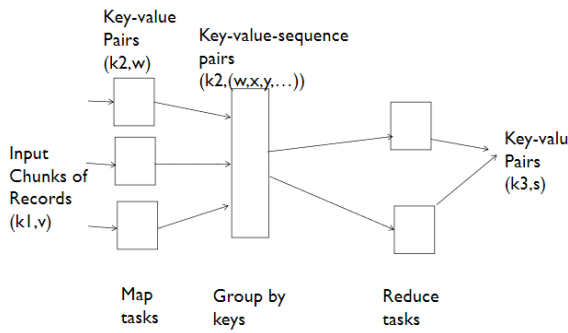 Key-value
Pairs
(k2,w)
Key-value-sequence
pairs
(k2,(w,x,y,…))
Input
Chunks of
Records
(k1,v)
Key-valu
Pairs
(k3,s)
Map
tasks
Group by
keys
Reduce
tasks